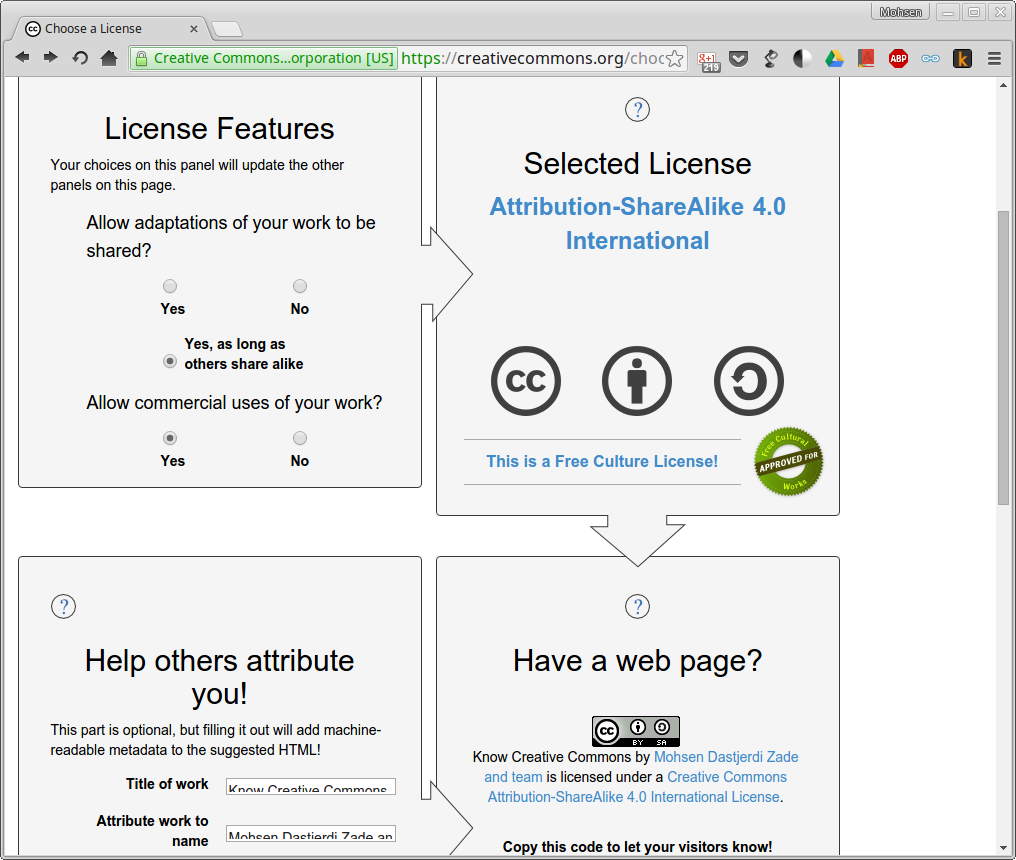 Mohsen
Choose a License
Creative Commons...orporation [US]
https://creativecommons.org/choo
g+
219
ABP
k
License Features
Your choices on this panel will update the other
panels on this page.
Allow adaptations of your work to be
shared?
Yes No
Yes, as long as
others share alike
Allow commercial uses of your work?
Yes No
?
Selected License
Attribution-ShareAlike 4.0
International
cc
This is a Free Culture License!
Free Cultural
APPROVED FOR
Works
?
Help others attribute
you!
This part is optional, but filling it out will add machine-
readable metadata to the suggested HTML!
Title of work Know Creative Commons
Attribute work to
name Mohsen Dastjerdi Zade an
?
Have a web page?
cc
BY SA
Know Creative Commons by Mohsen Dastjerdi Zade
and team is licensed under a Creative Commons
Attribution-ShareAlike 4.0 International License.
Copy this code to let your visitors know!